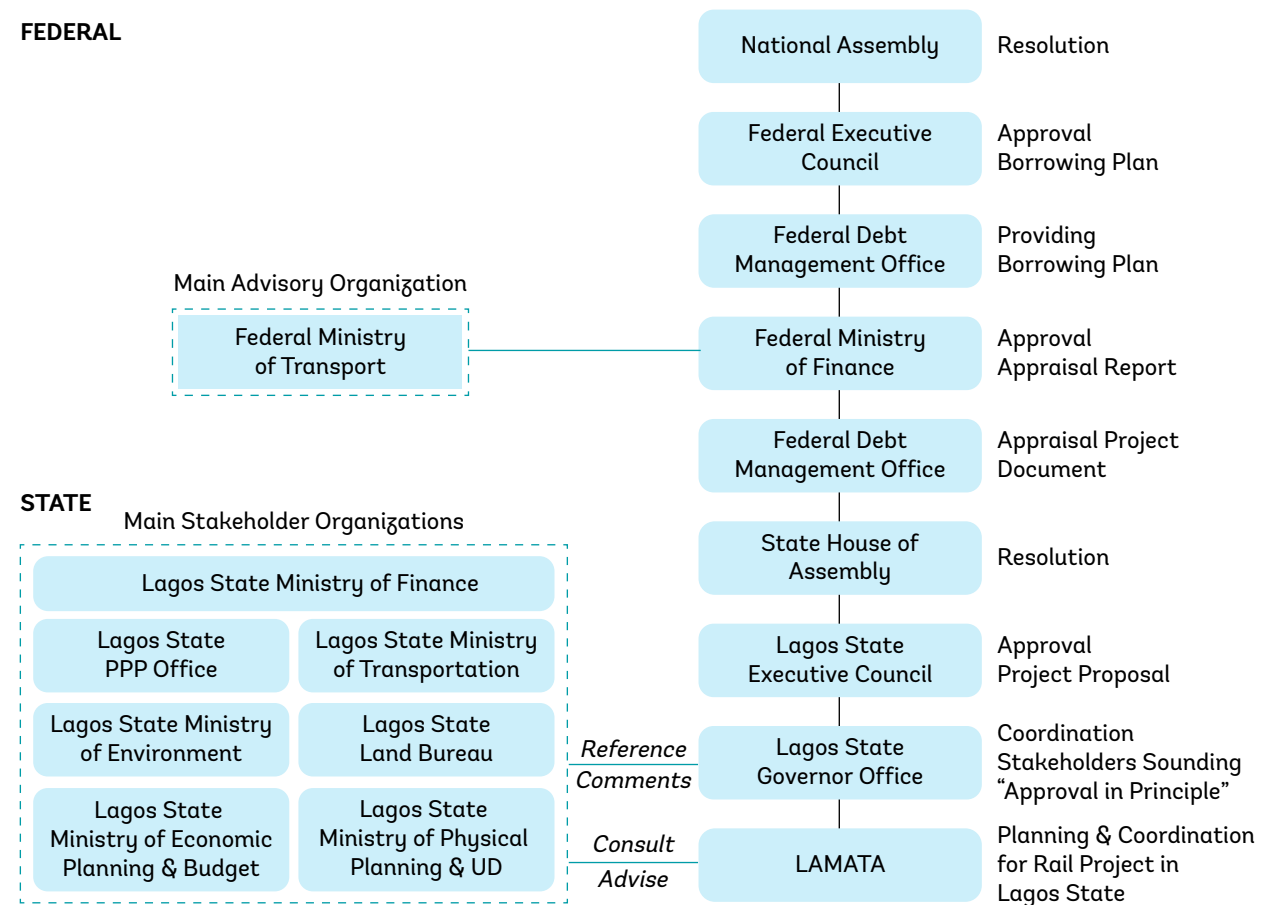 FEDERAL
National Assembly
Resolution
Federal Executive
Council
Approval
Borrowing Plan
Federal Debt
Management Office
Providing
Borrowing Plan
Main Advisory Organization
Federal Ministry
of Transport
Federal Ministry
of Finance
Approval
Appraisal Report
Federal Debt
Management Office
Appraisal Project
Document
STATE
Main Stakeholder Organizations
Lagos State Ministry of Finance
Lagos State
PPP Office
Lagos State Ministry
of Transportation
Lagos State Ministry
of Environment
Lagos State
Land Bureau
Lagos State
Ministry of Economic
Planning & Budget
Lagos State
Ministry of Physical
Planning & UD
State House of
Assembly
Resolution
Lagos State
Executive Council
Approval
Project Proposal
Reference
Comments
Lagos State
Governor Office
Coordination
Stakeholders Sounding
“Approval in Principle”
Consult
Advise
LAMATA
Planning & Coordination
for Rail Project in
Lagos State